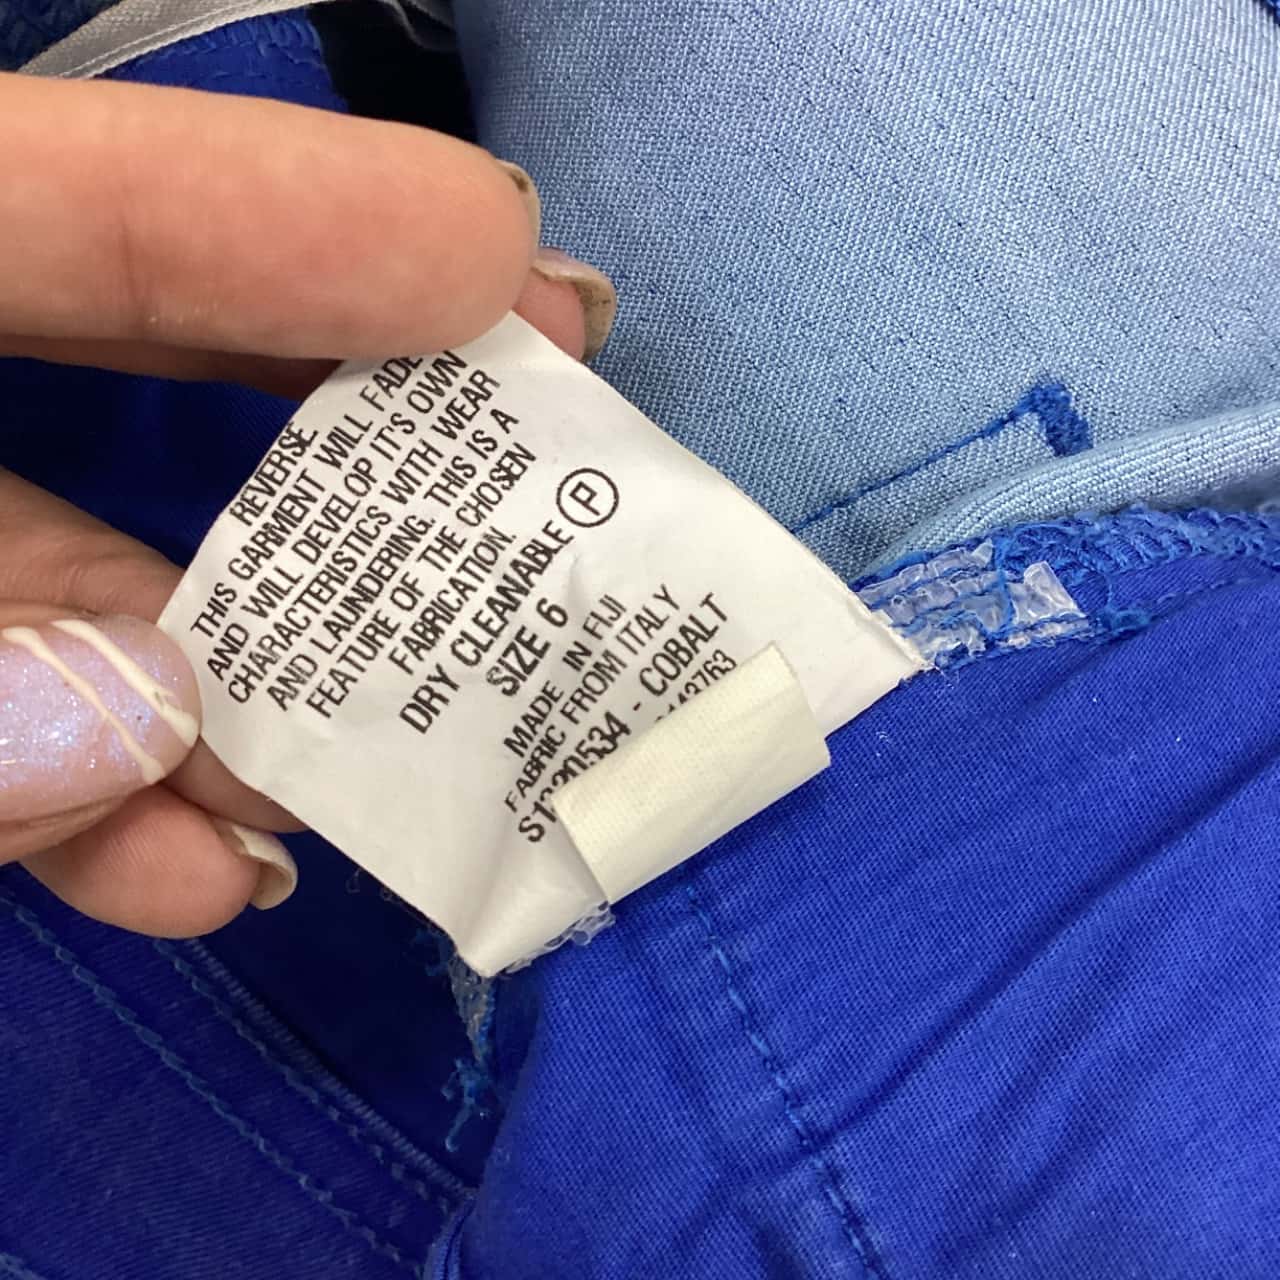 REVERSE
THIS GARMENT WILL FADE
AND WILL DEVELOP IT'S OWN
CHARACTERISTICS WITH WEAR
AND LAUNDERING. THIS IS A
FEATURE OF THE CHOSEN
FABRICATION.
DRY CLEANABLE P
SIZE 6
MADE IN FIJI
FABRIC FROM ITALY
- COBALT